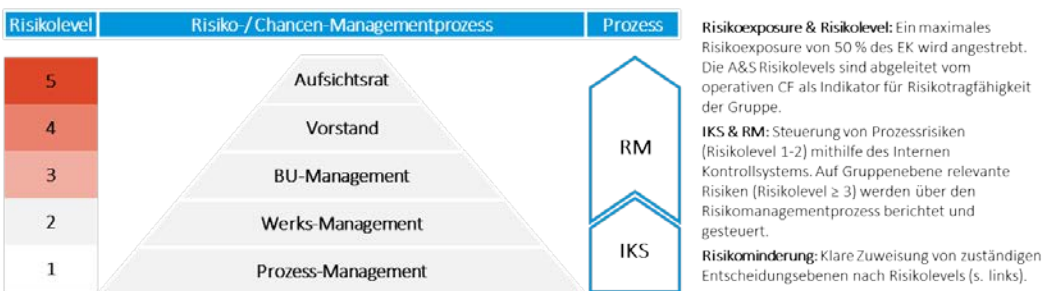 Risikolevel Risiko-/ Chancen-Managementprozess Prozess
5 Aufsichtsrat
4 Vorstand
3 BU-Management
2 Werks-Management
1 Prozess-Management
RM
IKS
Risikoexposure & Risikolevel: Ein maximales
Risikoexposure von 50 % des EK wird angestrebt.
Die A&S Risikolevels sind abgeleitet vom
operativen CF als Indikator für Risikotragfähigkeit
der Gruppe.
IKS & RM: Steuerung von Prozessrisiken
(Risikolevel 1-2) mithilfe des Internen
Kontrollsystems. Auf Gruppenebene relevante
Risiken (Risikolevel ≥ 3) werden über den
Risikomanagementprozess berichtet und
gesteuert.
Risikominderung: Klare Zuweisung von zuständigen
Entscheidungsebenen nach Risikolevels (s. links).